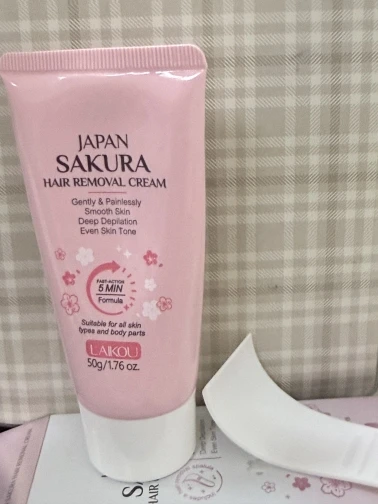 JAPAN
SAKURA
HAIR REMOVAL CREAM
Gently & Painlessly
Smooth Skin
Deep Depilation
Even Skin Tone
FAST-ACTION
5 MIN
Formula
Suitable for all skin
types and body parts
LAIKOU
50g/1.76 oz.